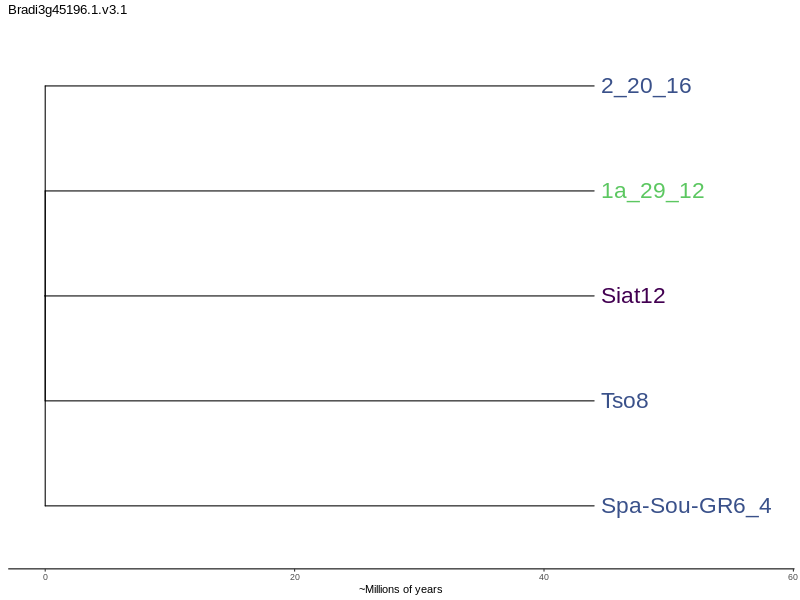 Bradi3g45196.1.v3.1
2_20_16
1a_29_12
Siat12
Tso8
Spa-Sou-GR6_4
0 20 40 60
~Millions of years